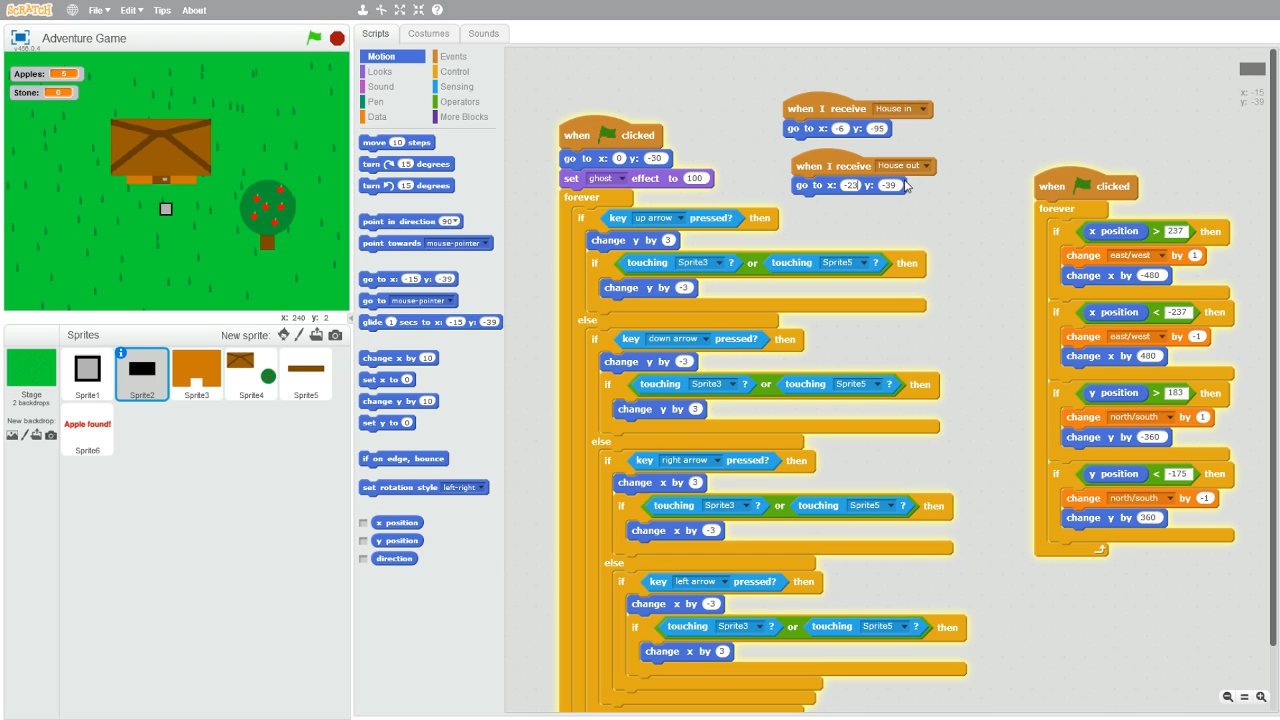 SCRATCH File Edit Tips About
Adventure Game
v456.0.4
Apples: 5
Stone: 0
x: 240 y: 2
Sprites New sprite:
Stage
2 backdrops
New backdrop:
Sprite1
Sprite2
Sprite3
Sprite4
Sprite5
Apple found!
Sprite6
Scripts Costumes Sounds
Motion Events
Looks Control
Sound Sensing
Pen Operators
Data More Blocks
move 10 steps
turn 15 degrees
turn 15 degrees
point in direction 90
point towards mouse-pointer
go to x: -15 y: -39
go to mouse-pointer
glide 1 secs to x: -15 y: -39
change x by 10
set x to 0
change y by 10
set y to 0
if on edge, bounce
set rotation style left-right
x position
y position
direction
when clicked
go to x: 0 y: -30
set ghost effect to 100
forever
if key up arrow pressed? then
change y by 3
if touching Sprite3 ? or touching Sprite5 ? then
change y by -3
else
if key down arrow pressed? then
change y by -3
if touching Sprite3 ? or touching Sprite5 ? then
change y by 3
else
if key right arrow pressed? then
change x by 3
if touching Sprite3 ? or touching Sprite5 ? then
change x by -3
else
if key left arrow pressed? then
change x by -3
if touching Sprite3 ? or touching Sprite5 ? then
change x by 3
when I receive House in
go to x: -6 y: -95
when I receive House out
go to x: -23 y: -39
when clicked
forever
if x position > 237 then
change east/west by 1
change x by -480
if x position < -237 then
change east/west by -1
change x by 480
if y position > 183 then
change north/south by 1
change y by -360
if y position < -175 then
change north/south by -1
change y by 360
x: -15
y: -39